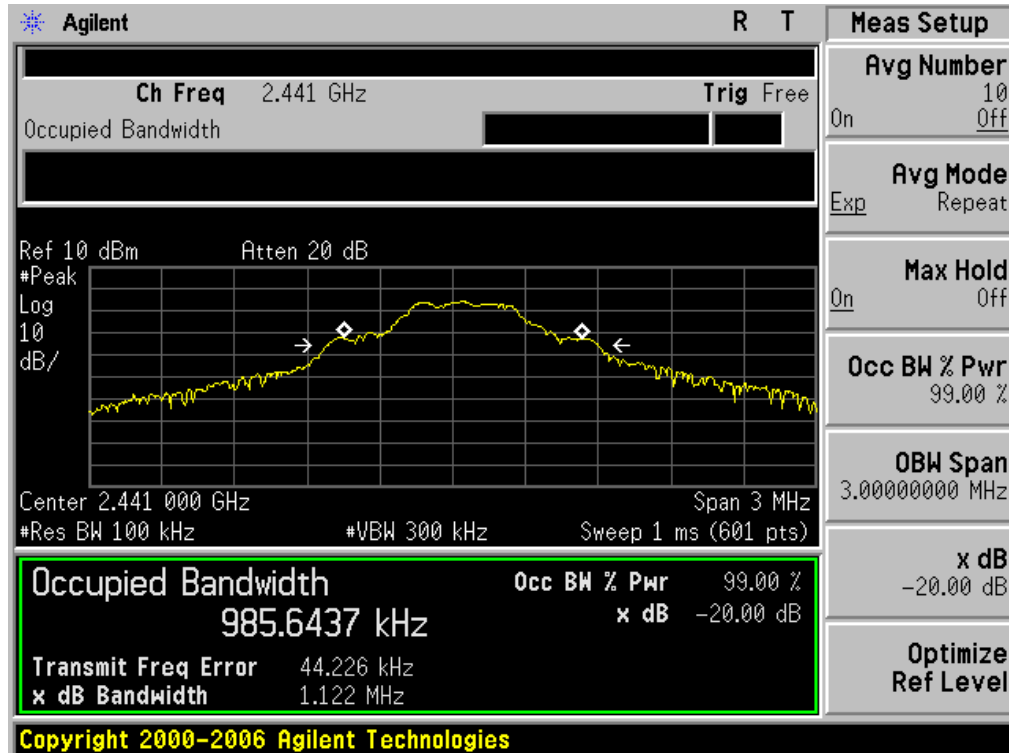 Agilent R T
Ch Freq 2.441 GHz Trig Free
Occupied Bandwidth
Ref 10 dBm Atten 20 dB
#Peak
Log
10
dB/
Center 2.441 000 GHz Span 3 MHz
#Res BW 100 kHz #VBW 300 kHz Sweep 1 ms (601 pts)
Occupied Bandwidth Occ BW % Pwr 99.00 %
985.6437 kHz x dB -20.00 dB
Transmit Freq Error 44.226 kHz
x dB Bandwidth 1.122 MHz
Copyright 2000-2006 Agilent Technologies
Meas Setup
Avg Number
10
On Off
Avg Mode
Exp Repeat
Max Hold
On Off
Occ BW % Pwr
99.00 %
OBW Span
3.00000000 MHz
x dB
-20.00 dB
Optimize
Ref Level